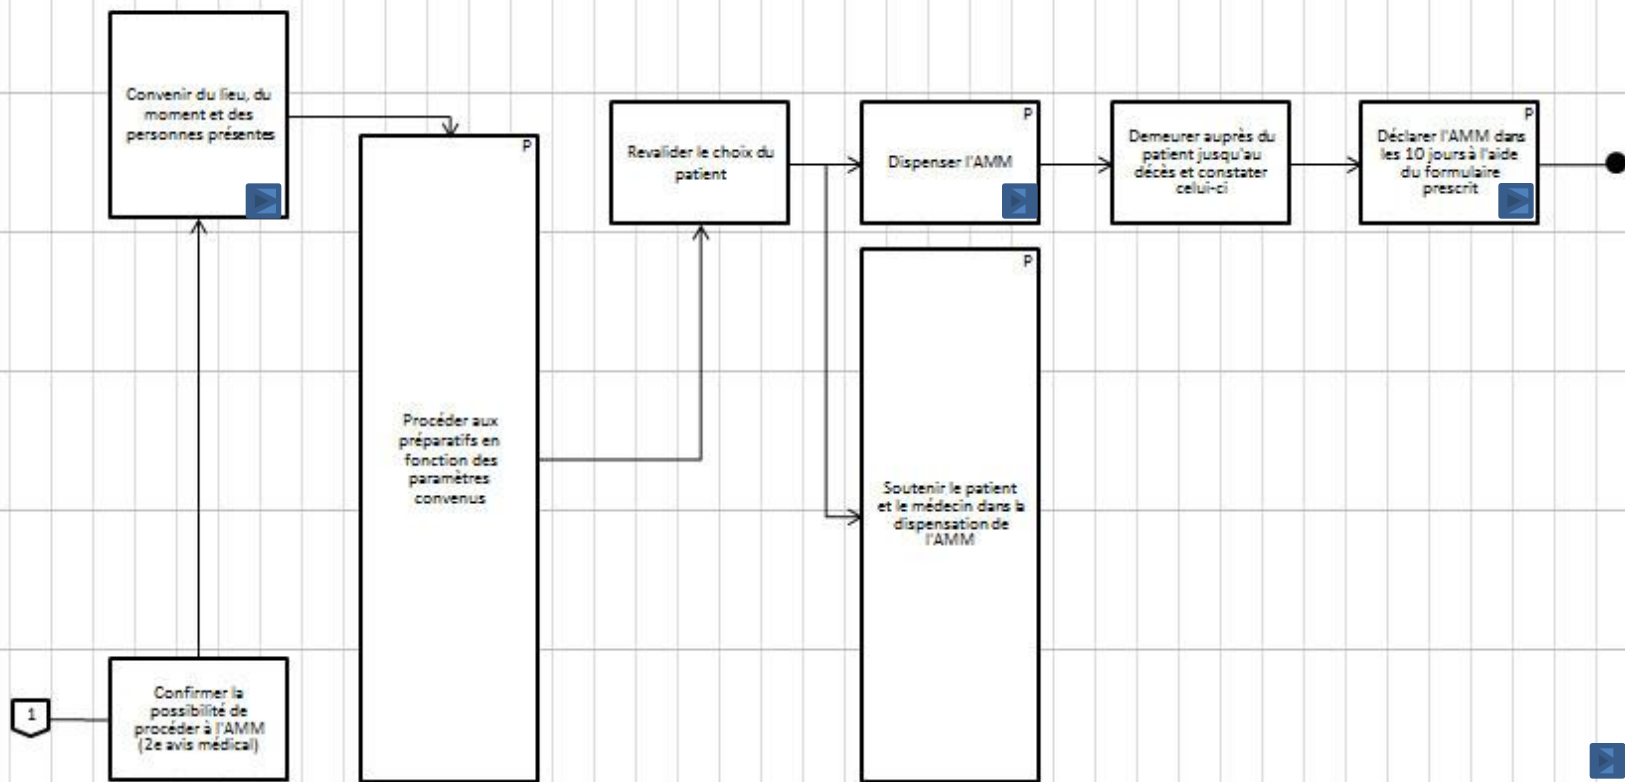 Convenir du lieu, du
moment et des
personnes présentes
P
Procéder aux
préparatifs en
fonction des
paramètres
convenus
Revalider le choix du
patient
P
Dispenser l'AMM
Demeurer auprès du
patient jusqu'au
décès et constater
celui-ci
P
Déclarer l'AMM dans
les 10 jours à l'aide
du formulaire
prescrit
P
Soutenir le patient
et le médecin dans la
dispensation de
l'AMM
1
Confirmer la
possibilité de
procéder à l'AMM
(2e avis médical)